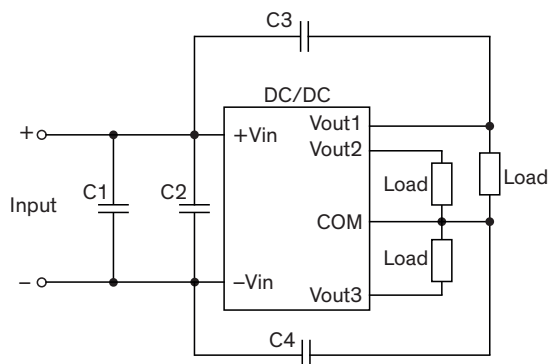 C3
DC/DC
+
+Vin
Vout1
Vout2
Input
C1
C2
Load
Load
COM
Load
–
–Vin
Vout3
C4